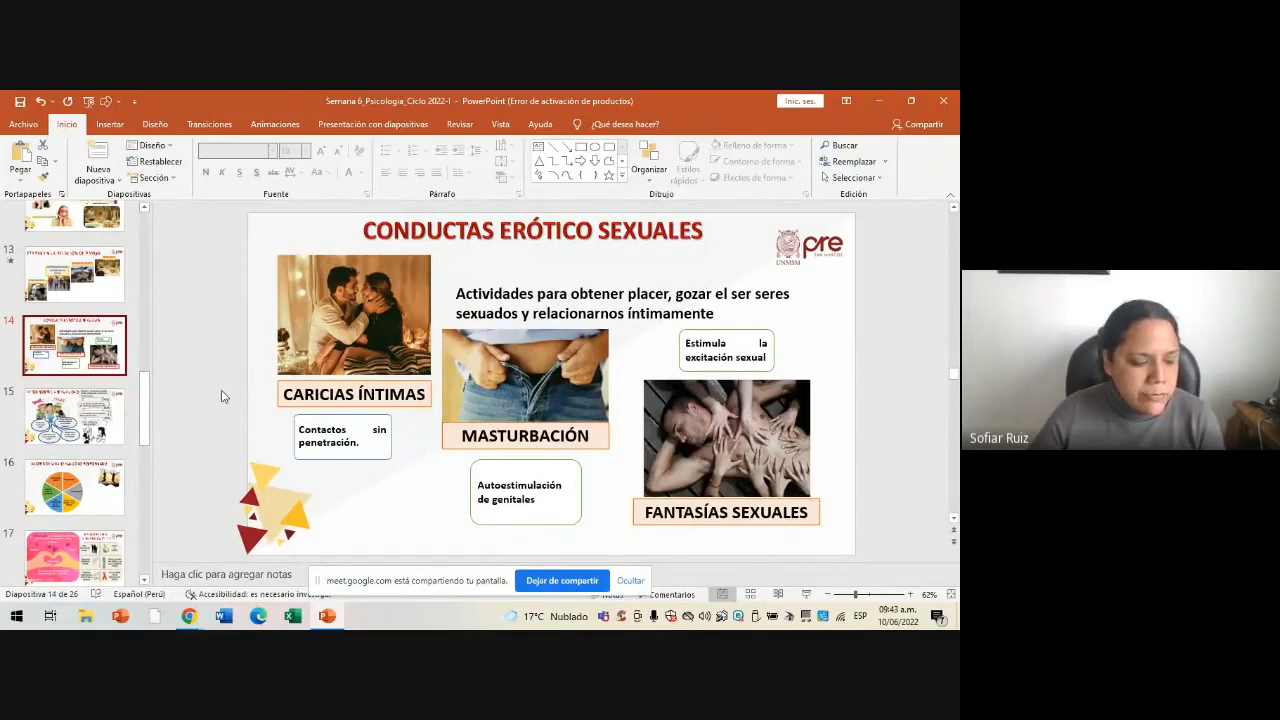 Semana 6_Psicologia_Ciclo 2022-I - PowerPoint (Error de activación de productos)
Inic. ses.
Archivo Inicio Insertar Diseño Transiciones Animaciones Presentación con diapositivas Revisar Vista Ayuda ¿Qué desea hacer? Compartir
Pegar
Nueva diapositiva
Diseño
Restablecer
Sección
18
N K S S abc AV Aa A
Organizar
Estilos rápidos
Relleno de forma
Contorno de forma
Efectos de forma
Buscar
Reemplazar
Seleccionar
Portapapeles Diapositivas Fuente Párrafo Dibujo Edición
13
14
15
16
17
CONDUCTAS ERÓTICO SEXUALES
UNMSM
pre
SAN MARCOS
Actividades para obtener placer, gozar el ser seres
sexuados y relacionarnos íntimamente
CARICIAS ÍNTIMAS
Contactos sin
penetración.
MASTURBACIÓN
Autoestimulación
de genitales
Estimula la
excitación sexual
FANTASÍAS SEXUALES
Haga clic para agregar notas
meet.google.com está compartiendo tu pantalla.
Dejar de compartir
Ocultar
Diapositiva 14 de 26 Español (Perú) Accesibilidad: es necesario investigar Notas Comentarios 62%
17°C Nublado ESP
09:43 a.m.
10/06/2022
7
Sofiar Ruiz